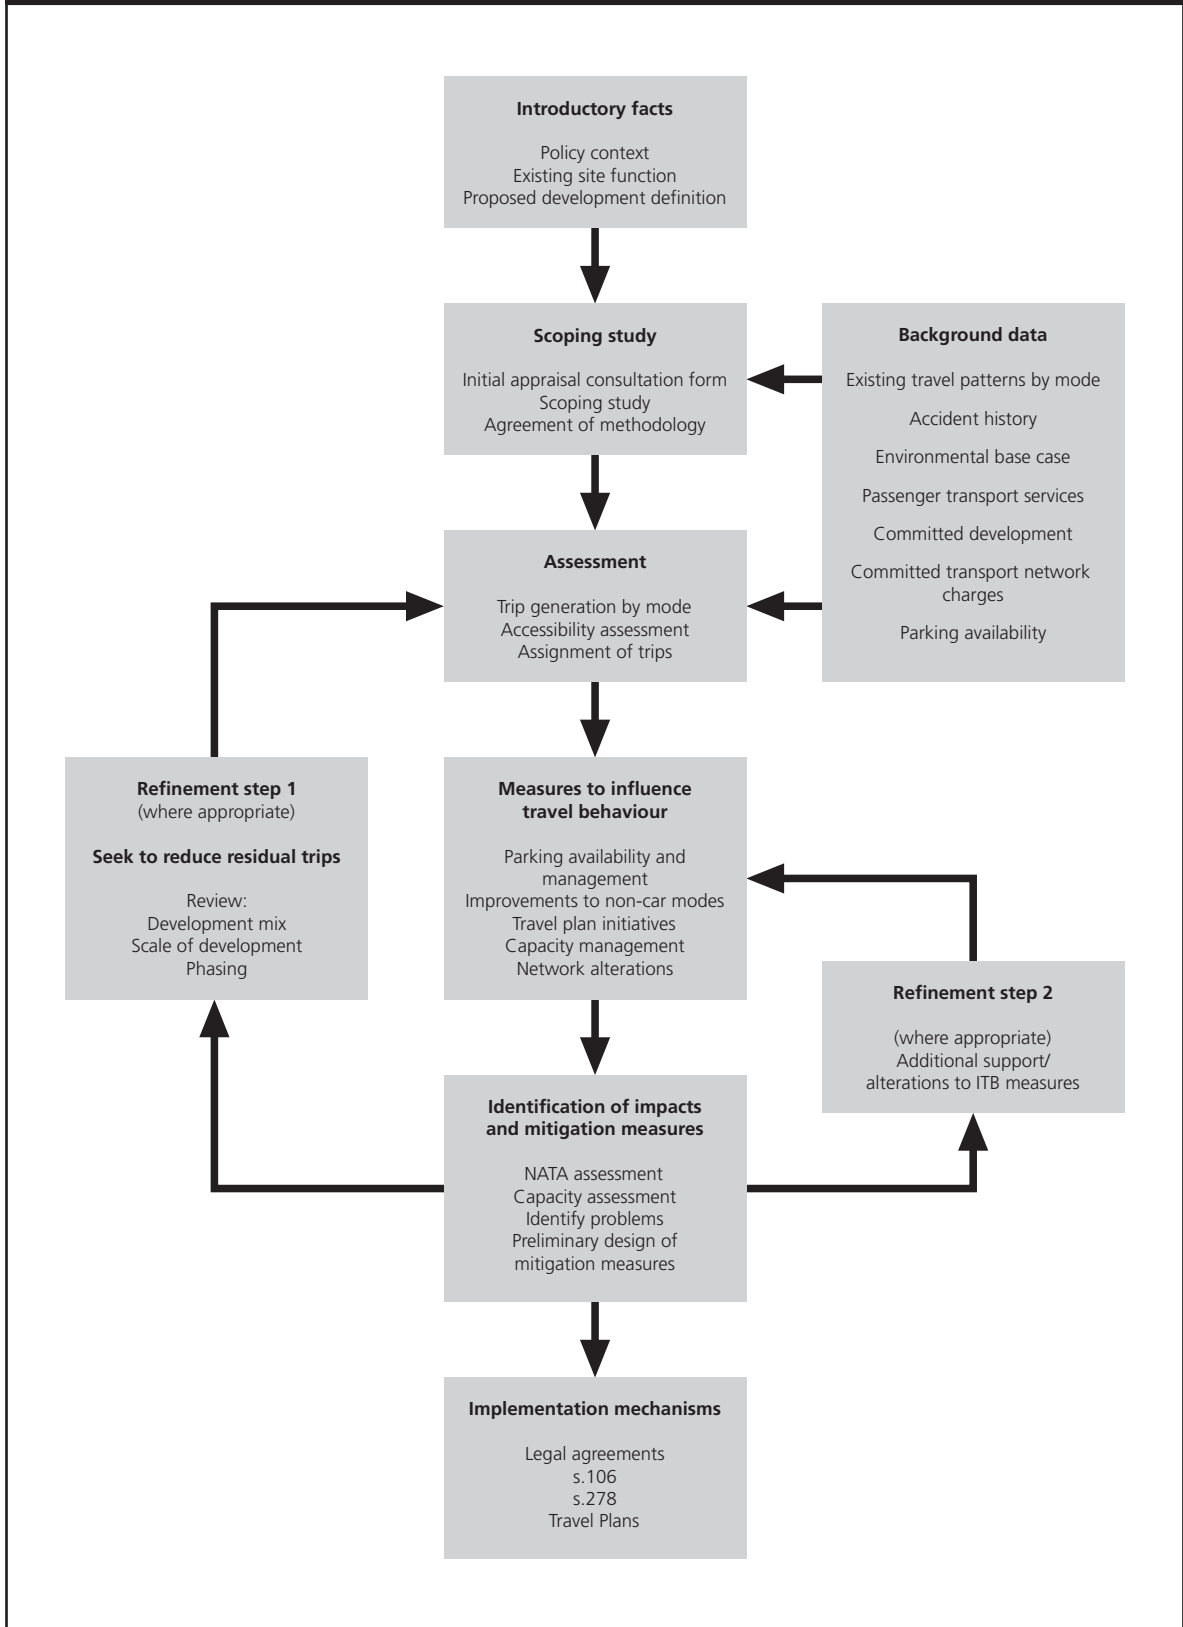 Introductory facts
Policy context
Existing site function
Proposed development definition
Scoping study
Initial appraisal consultation form
Scoping study
Agreement of methodology
Background data
Existing travel patterns by mode
Accident history
Environmental base case
Passenger transport services
Committed development
Committed transport network
charges
Parking availability
Assessment
Trip generation by mode
Accessibility assessment
Assignment of trips
Refinement step 1
(where appropriate)
Seek to reduce residual trips
Review:
Development mix
Scale of development
Phasing
Measures to influence
travel behaviour
Parking availability and
management
Improvements to non-car modes
Travel plan initiatives
Capacity management
Network alterations
Refinement step 2
(where appropriate)
Additional support/
alterations to ITB measures
Identification of impacts
and mitigation measures
NATA assessment
Capacity assessment
Identify problems
Preliminary design of
mitigation measures
Implementation mechanisms
Legal agreements
s.106
s.278
Travel Plans